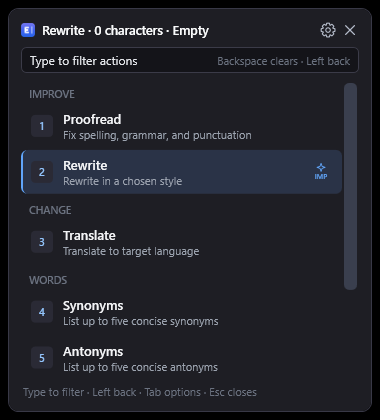 Rewrite · 0 characters · Empty
Type to filter actions Backspace clears · Left back
IMPROVE
1 Proofread
Fix spelling, grammar, and punctuation
2 Rewrite
Rewrite in a chosen style
IMP
CHANGE
3 Translate
Translate to target language
WORDS
4 Synonyms
List up to five concise synonyms
5 Antonyms
List up to five concise antonyms
Type to filter · Left back · Tab options · Esc closes